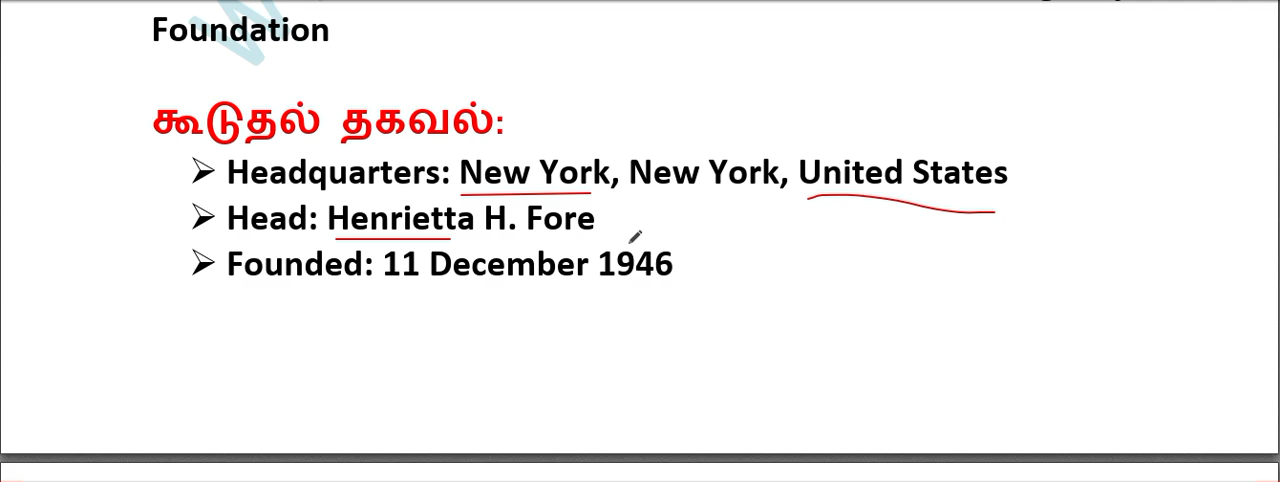 Foundation
கூடுதல் தகவல்:
➢ Headquarters: New York, New York, United States
➢ Head: Henrietta H. Fore
➢ Founded: 11 December 1946